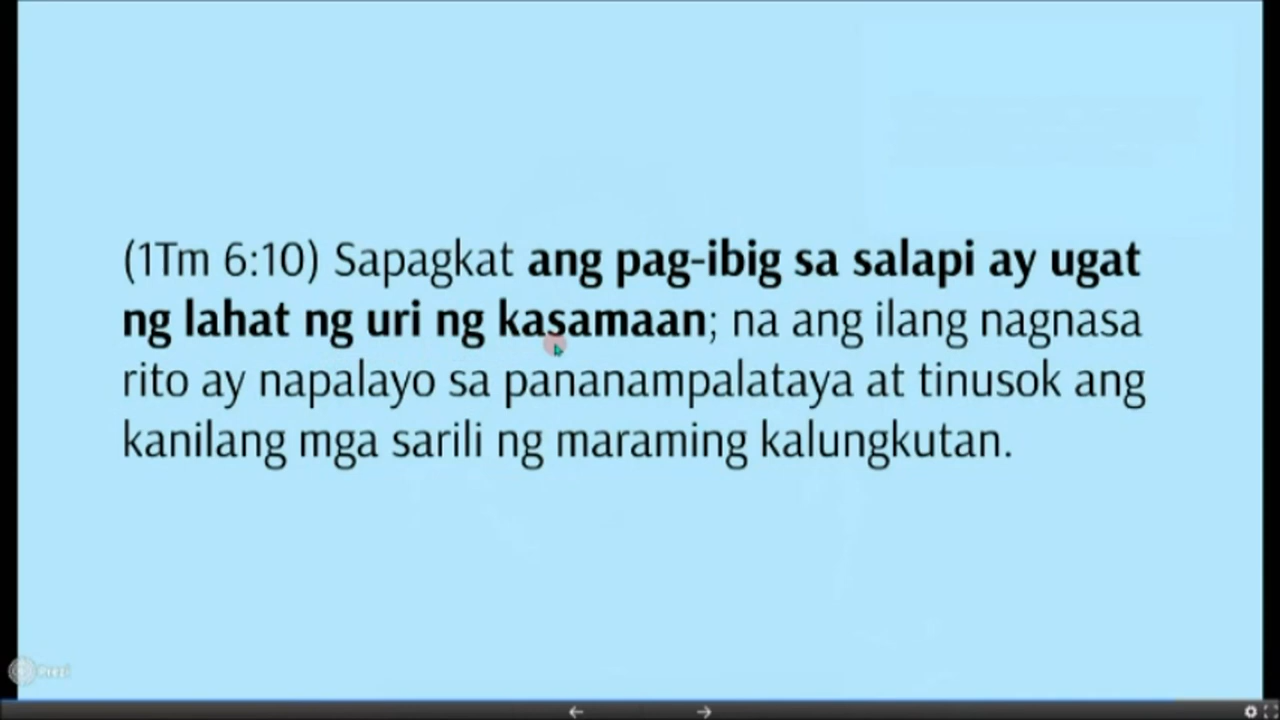 (1Tm 6:10) Sapagkat ang pag-ibig sa salapi ay ugat
ng lahat ng uri ng kasamaan; na ang ilang nagnasa
rito ay napalayo sa pananampalataya at tinusok ang
kanilang mga sarili ng maraming kalungkutan.
Prezi